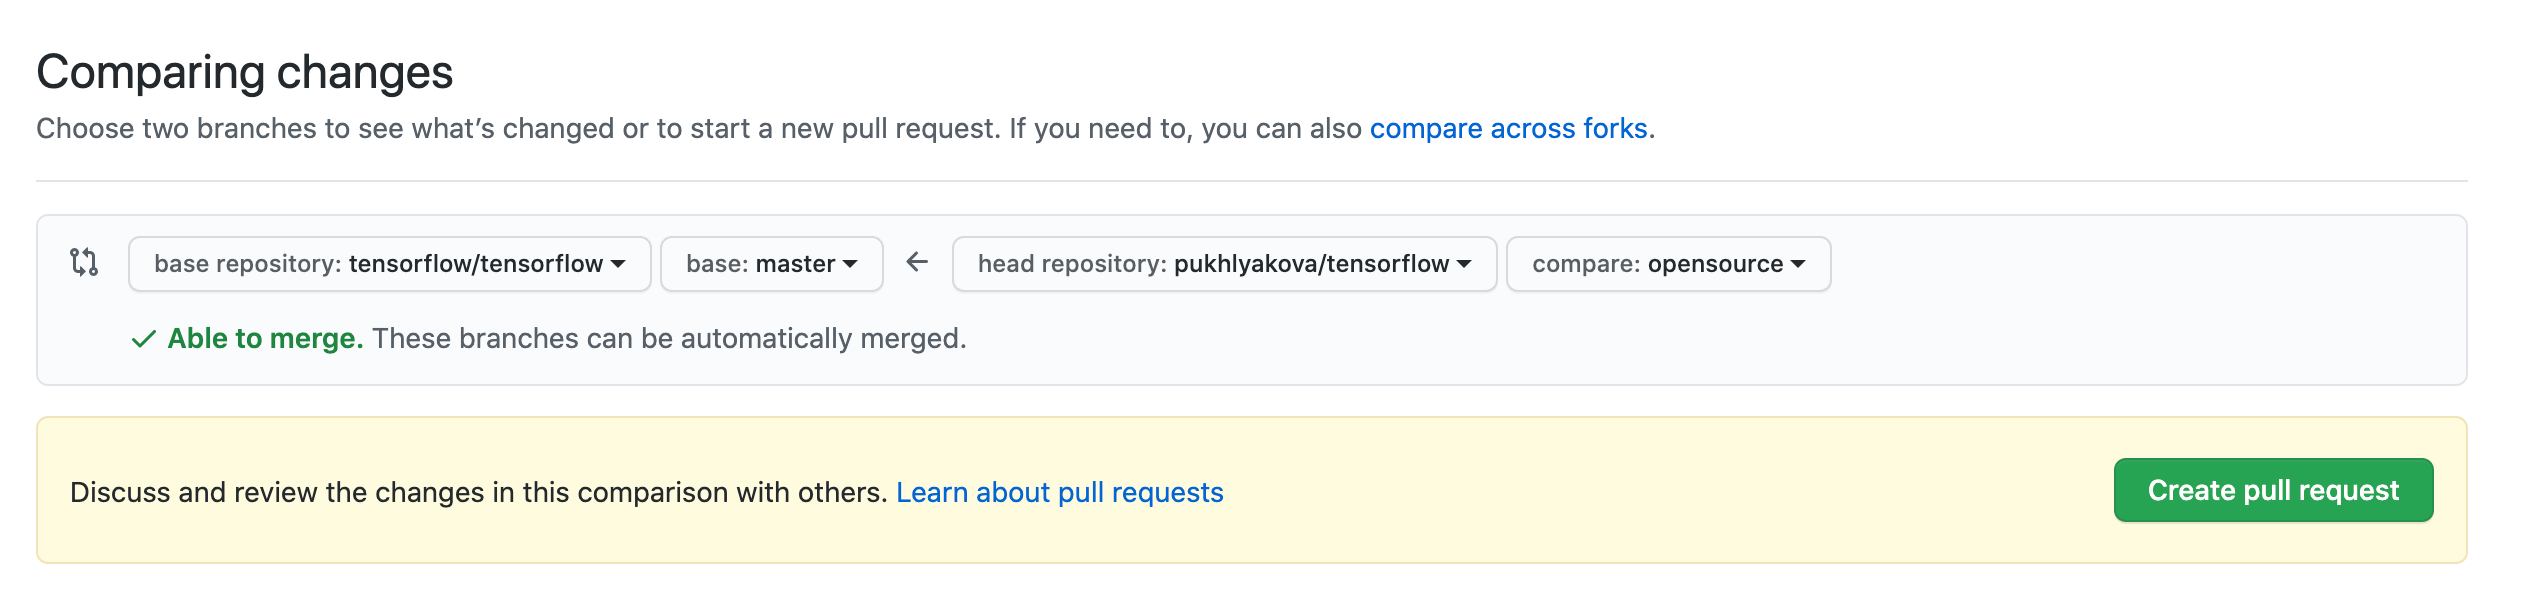 Comparing changes
Choose two branches to see what’s changed or to start a new pull request. If you need to, you can also compare across forks.
base repository: tensorflow/tensorflow base: master ← head repository: pukhlyakova/tensorflow compare: opensource
✓ Able to merge. These branches can be automatically merged.
Discuss and review the changes in this comparison with others. Learn about pull requests
Create pull request